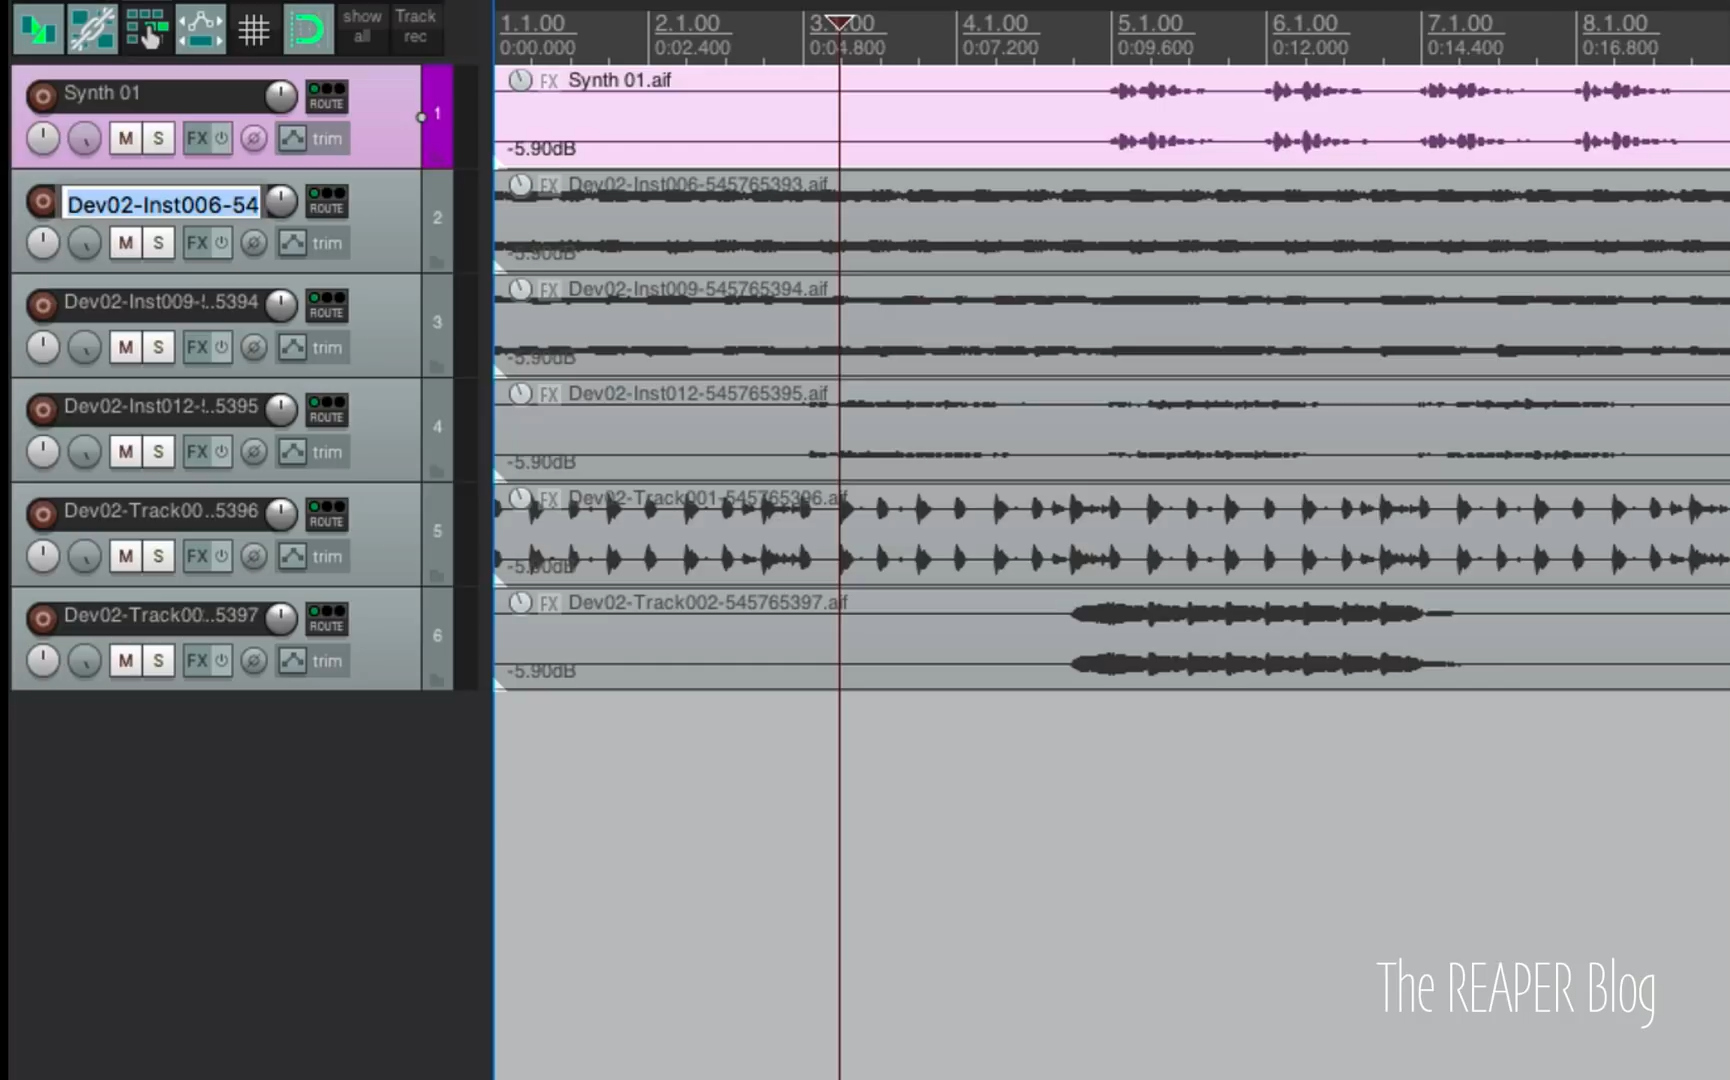 show all
Track rec
1.1.00 2.1.00 4.1.00 5.1.00 6.1.00 7.1.00 8.1.00
0:00.000 0:02.400 0:04.800 0:07.200 0:09.600 0:12.000 0:14.400 0:16.800
Synth 01
ROUTE
M S FX trim
1
FX Synth 01.aif
-5.90dB
Dev02-Inst006-54
ROUTE
M S FX trim
2
FX Dev02-Inst006-545765393.aif
-5.90dB
Dev02-Inst009-!..5394
ROUTE
M S FX trim
3
FX Dev02-Inst009-545765394.aif
-5.90dB
Dev02-Inst012-!..5395
ROUTE
M S FX trim
4
FX Dev02-Inst012-545765395.aif
-5.90dB
Dev02-Track00..5396
ROUTE
M S FX trim
5
FX Dev02-Track001-545765396.aif
-5.90dB
Dev02-Track00..5397
ROUTE
M S FX trim
6
FX Dev02-Track002-545765397.aif
-5.90dB
The REAPER Blog